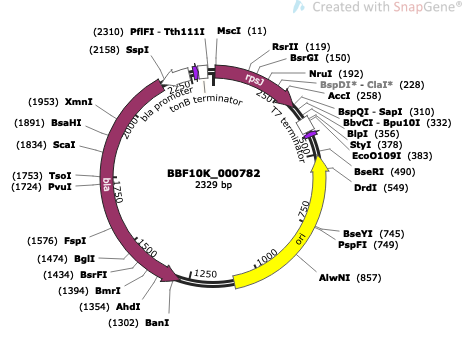 Created with SnapGene®
(2310) PflFI - Tth111I
MscI (11)
(2158) SspI
RsrII (119)
BsrGI (150)
NruI (192)
BspDI* - ClaI* (228)
AccI (258)
BspQI - SapI (310)
BbvCI - Bpu10I (332)
BlpI (356)
StyI (378)
EcoO109I (383)
BseRI (490)
DrdI (549)
BseYI (745)
PspFI (749)
AlwNI (857)
(1953) XmnI
(1891) BsaHI
(1834) ScaI
(1753) TsoI
(1724) PvuI
(1576) FspI
(1474) BglI
(1434) BsrFI
(1394) BmrI
(1354) AhdI
(1302) BanI
bla promoter
tonB terminator
T7 terminator
rpsJ
bla
ori
250
500
750
1000
1250
1500
1750
2000
2250
BBF10K_000782
2329 bp